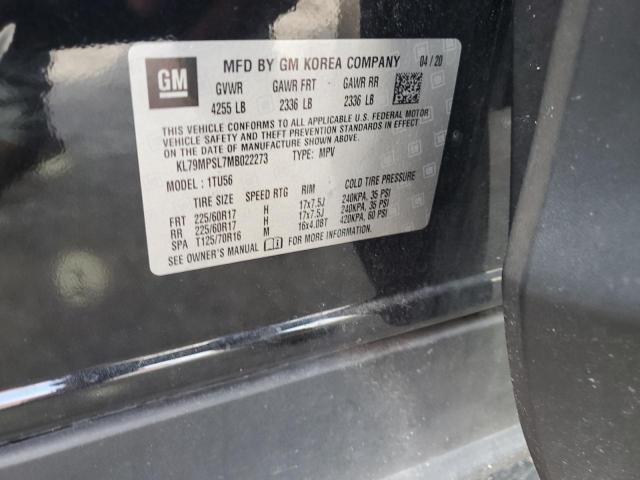 GM
MFD BY GM KOREA COMPANY 04/20
GVWR GAWR FRT GAWR RR
4255 LB 2336 LB 2336 LB
THIS VEHICLE CONFORMS TO ALL APPLICABLE U.S. FEDERAL MOTOR
VEHICLE SAFETY AND THEFT PREVENTION STANDARDS IN
EFFECT ON THE DATE OF MANUFACTURE SHOWN ABOVE.
KL79MPSL7MB022273 TYPE: MPV
MODEL: 1TU56
TIRE SIZE SPEED RTG RIM COLD TIRE PRESSURE
FRT 225/60R17 H 17x7.5J 240KPA, 35 PSI
RR 225/60R17 H 17x7.5J 240KPA, 35 PSI
SPA T125/70R16 M 16x4.0BT 420KPA, 60 PSI
SEE OWNER'S MANUAL FOR MORE INFORMATION